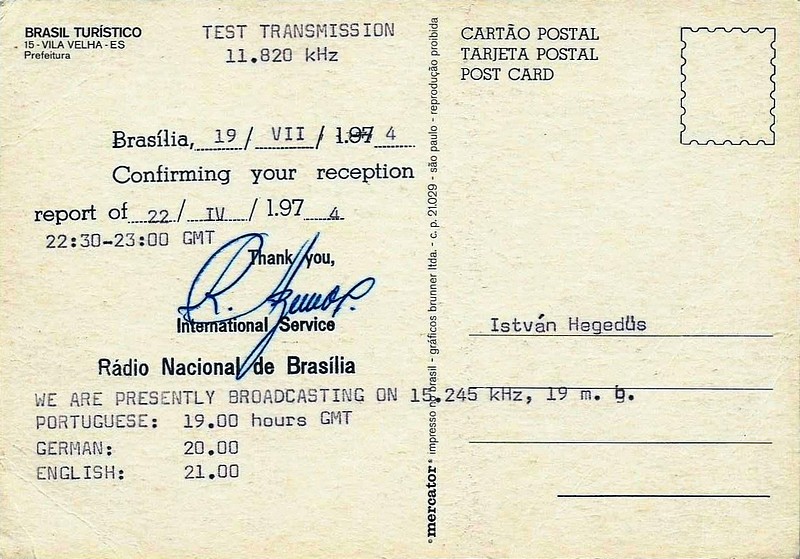 BRASIL TURÍSTICO
15 - VILA VELHA - ES
Prefeitura
TEST TRANSMISSION
11.820 kHz
Brasília, 19 / VII / 1.97 4
Confirming your reception
report of 22 / IV / 1.97 4
22:30-23:00 GMT
Thank you,
International Service
Rádio Nacional de Brasília
WE ARE PRESENTLY BROADCASTING ON 15.245 kHz, 19 m. b.
PORTUGUESE: 19.00 hours GMT
GERMAN: 20.00
ENGLISH: 21.00
*mercator* impresso no brasil - gráficos brunner ltda. - c. p. 21.029 - são paulo - reprodução proibida
CARTÃO POSTAL
TARJETA POSTAL
POST CARD
István Hegedüs